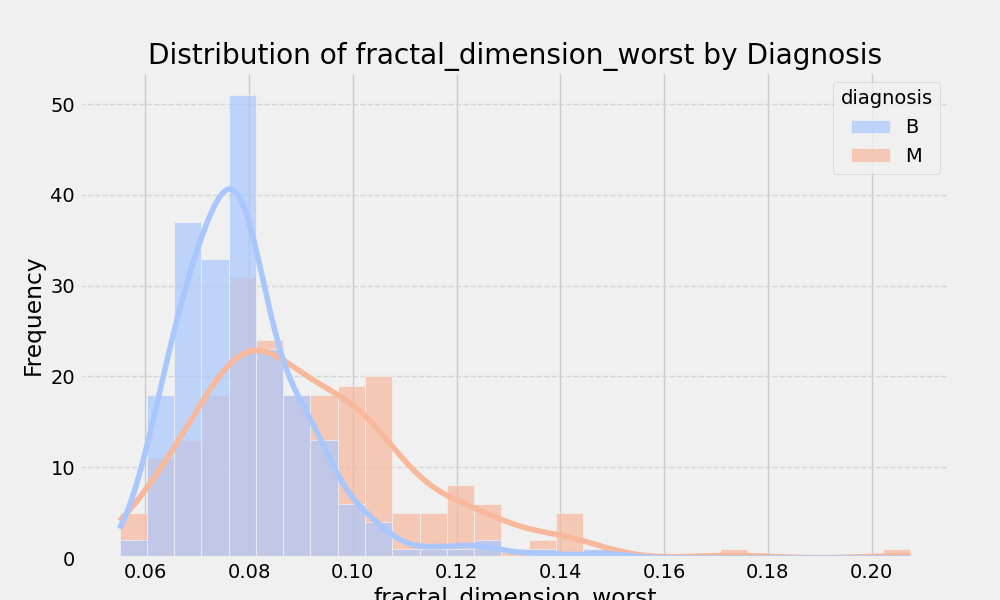 Distribution of fractal_dimension_worst by Diagnosis
diagnosis
B
M
Frequency
50
40
30
20
10
0
0.06 0.08 0.10 0.12 0.14 0.16 0.18 0.20
fractal_dimension_worst